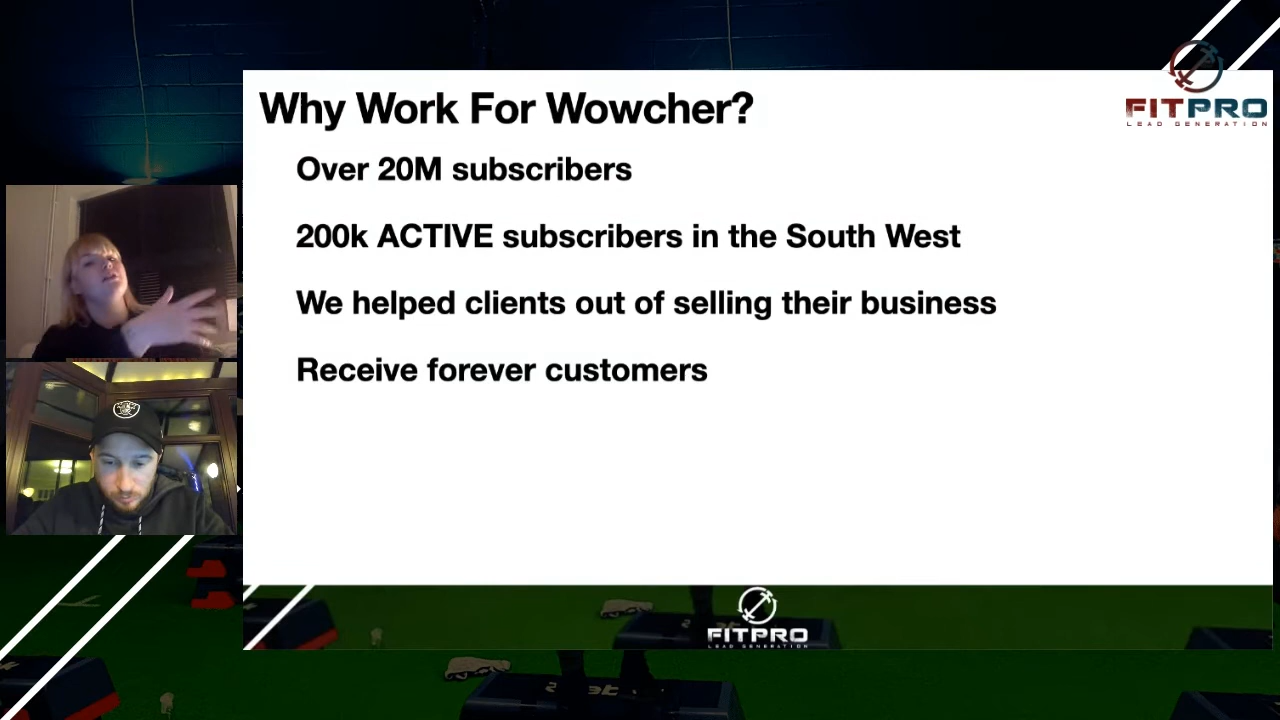 Why Work For Wowcher?
FITPRO
LEAD GENERATION
Over 20M subscribers
200k ACTIVE subscribers in the South West
We helped clients out of selling their business
Receive forever customers
FITPRO
LEAD GENERATION